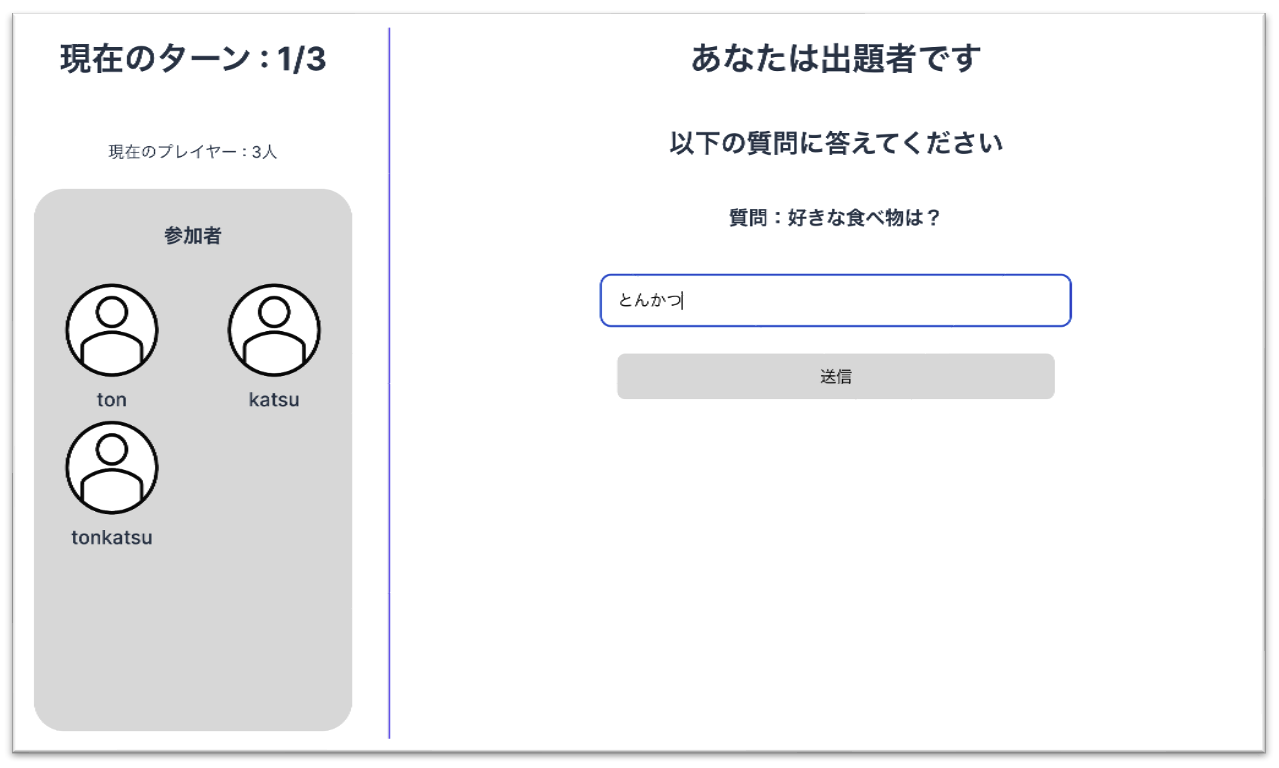 現在のターン : 1/3
現在のプレイヤー : 3人
参加者
ton
katsu
tonkatsu
あなたは出題者です
以下の質問に答えてください
質問：好きな食べ物は？
とんかつ
送信